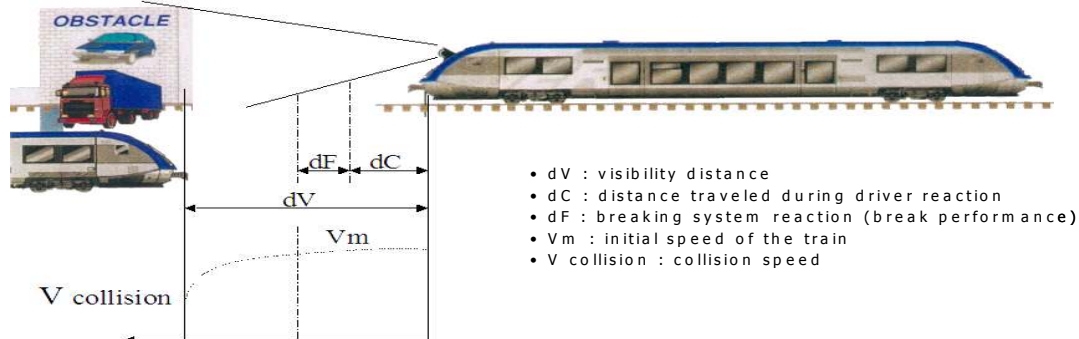 OBSTACLE
dF
dC
dV
Vm
V collision
• dV : visibility distance
• dC : distance traveled during driver reaction
• dF : breaking system reaction (break performance)
• Vm : initial speed of the train
• V collision : collision speed